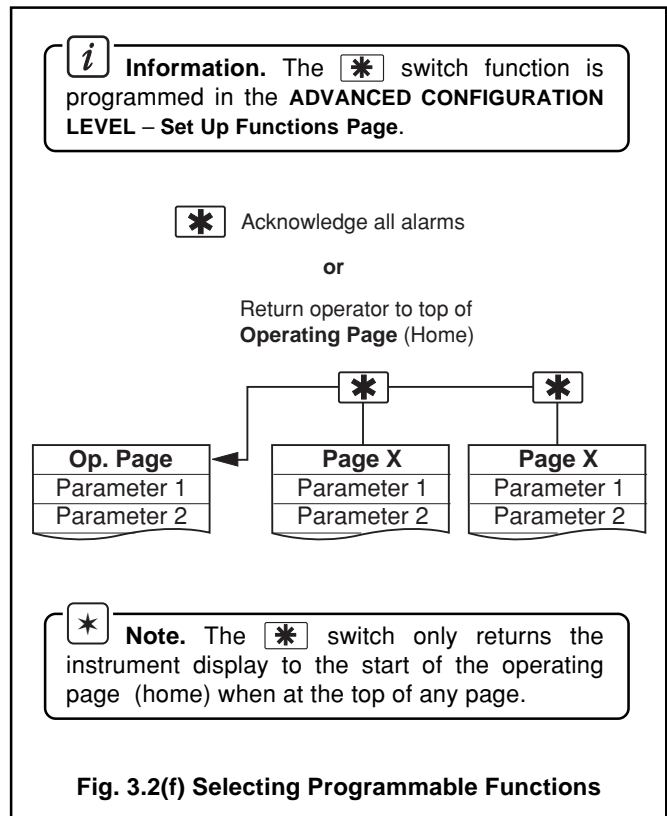 i Information. The ✱ switch function is
programmed in the ADVANCED CONFIGURATION
LEVEL – Set Up Functions Page.
✱ Acknowledge all alarms
or
Return operator to top of
Operating Page (Home)
✱ ✱
Op. Page Page X Page X
Parameter 1 Parameter 1 Parameter 1
Parameter 2 Parameter 2 Parameter 2
✶ Note. The ✱ switch only returns the
instrument display to the start of the operating
page (home) when at the top of any page.
Fig. 3.2(f) Selecting Programmable Functions